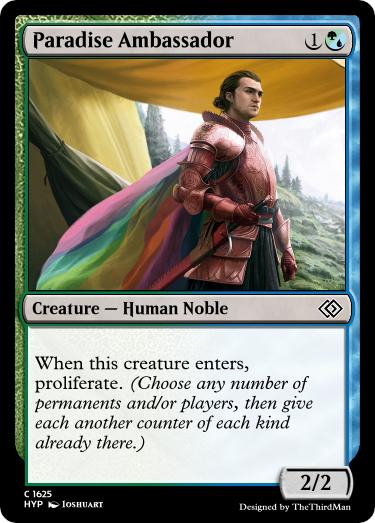 Paradise Ambassador 1
Creature — Human Noble
When this creature enters,
proliferate. (Choose any number of
permanents and/or players, then give
each another counter of each kind
already there.)
2/2
C 1625
HYP Ioshuart
Designed by TheThirdMan